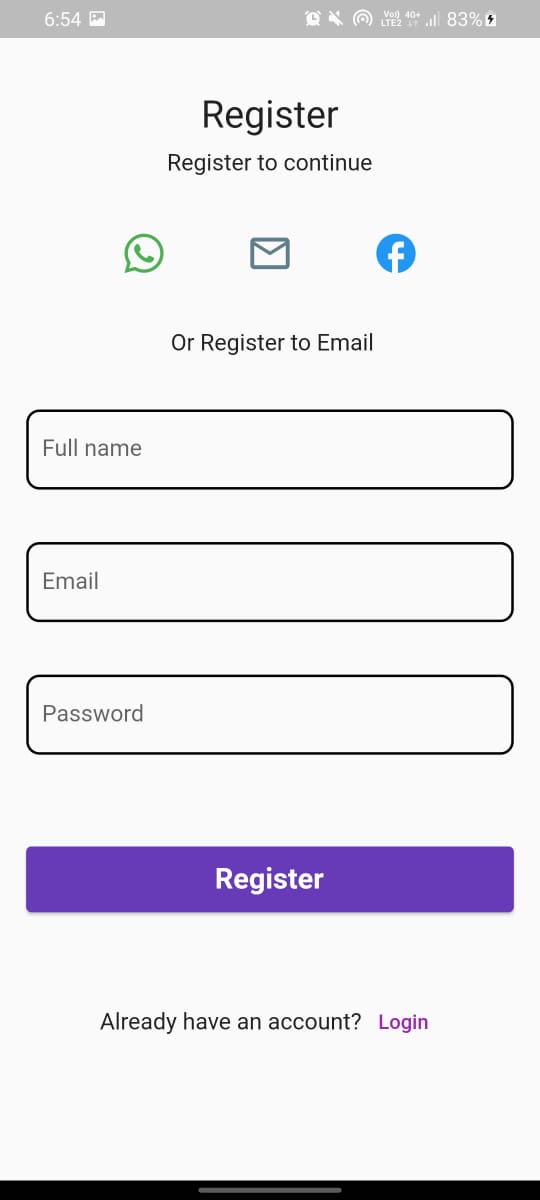 6:54 Vo)) LTE2 4G+ 83%
Register
Register to continue
Or Register to Email
Full name
Email
Password
Register
Already have an account? Login